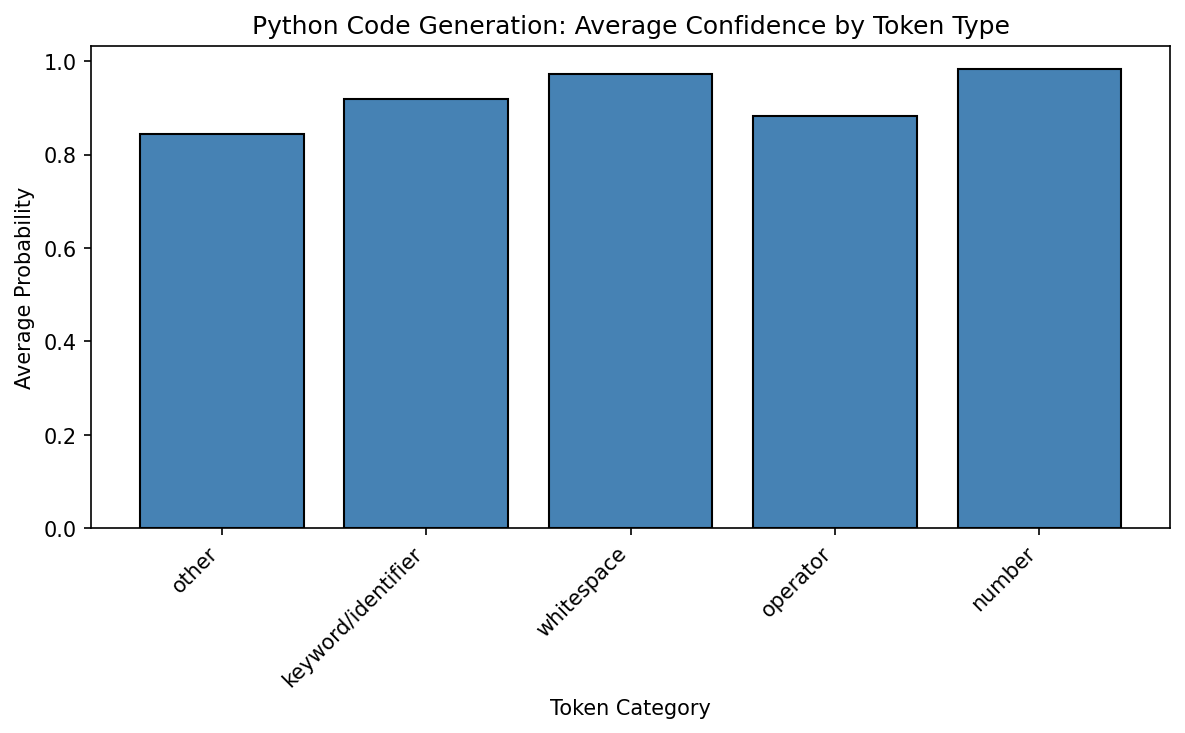 Python Code Generation: Average Confidence by Token Type
Average Probability
1.0
0.8
0.6
0.4
0.2
0.0
other
keyword/identifier
whitespace
operator
number
Token Category